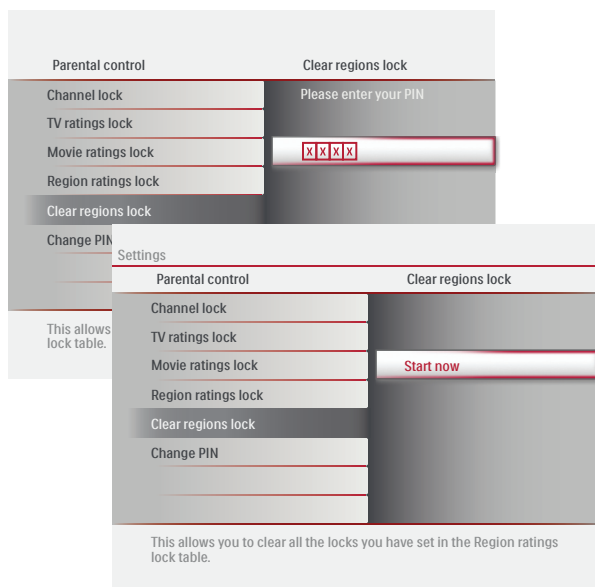 Parental control Clear regions lock
Channel lock Please enter your PIN
TV ratings lock
Movie ratings lock X X X X
Region ratings lock
Clear regions lock
Change PIN
This allows
lock table.
Settings
Parental control Clear regions lock
Channel lock
TV ratings lock
Movie ratings lock Start now
Region ratings lock
Clear regions lock
Change PIN
This allows you to clear all the locks you have set in the Region ratings
lock table.